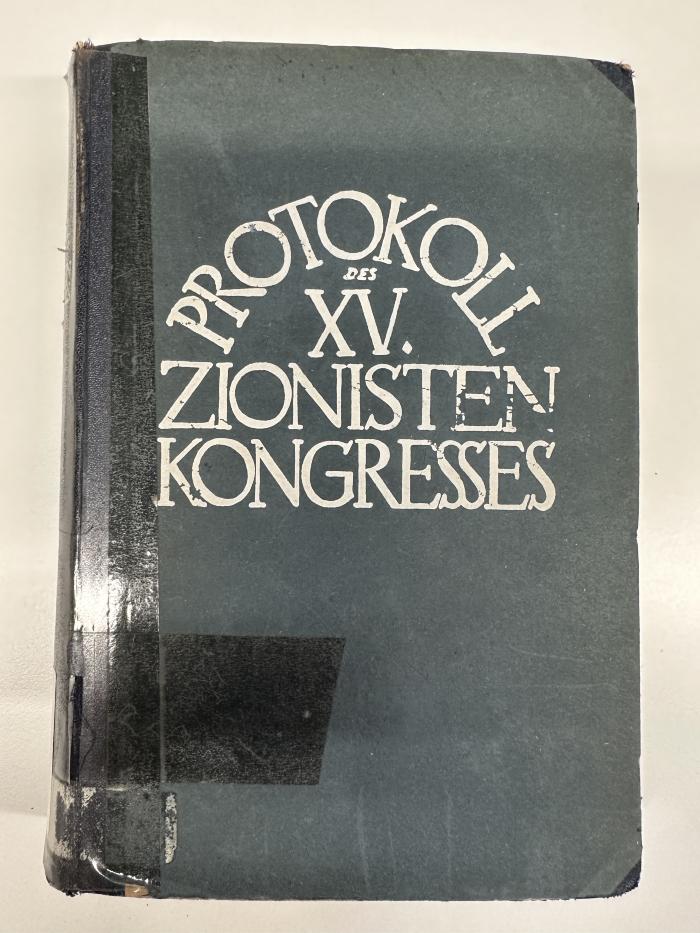 PROTOKOLL
DES
XV.
ZIONISTEN
KONGRESSES